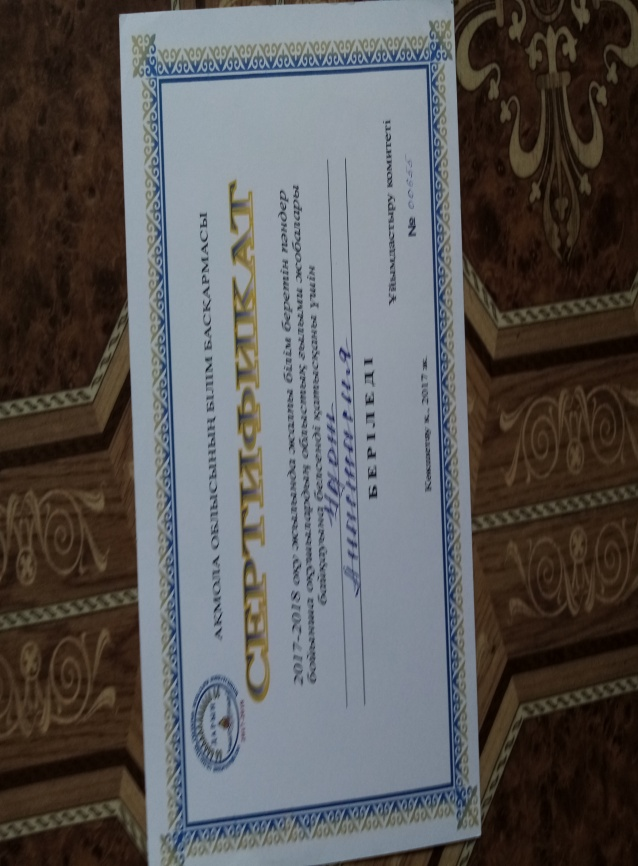 АҚМОЛА ОБЛЫСЫНЫҢ БІЛІМ БАСҚАРМАСЫ
СЕРТИФИКАТ
2017-2018 оқу жылында жалпы білім беретін пәндер
бойынша оқушылардың облыстық ғылыми жобалары
байқауына белсенді қатысқаны үшін
БЕРІЛЕДІ
Ұйымдастыру комитеті
№
Көкшетау қ., 2017 ж.
ДАРЫН